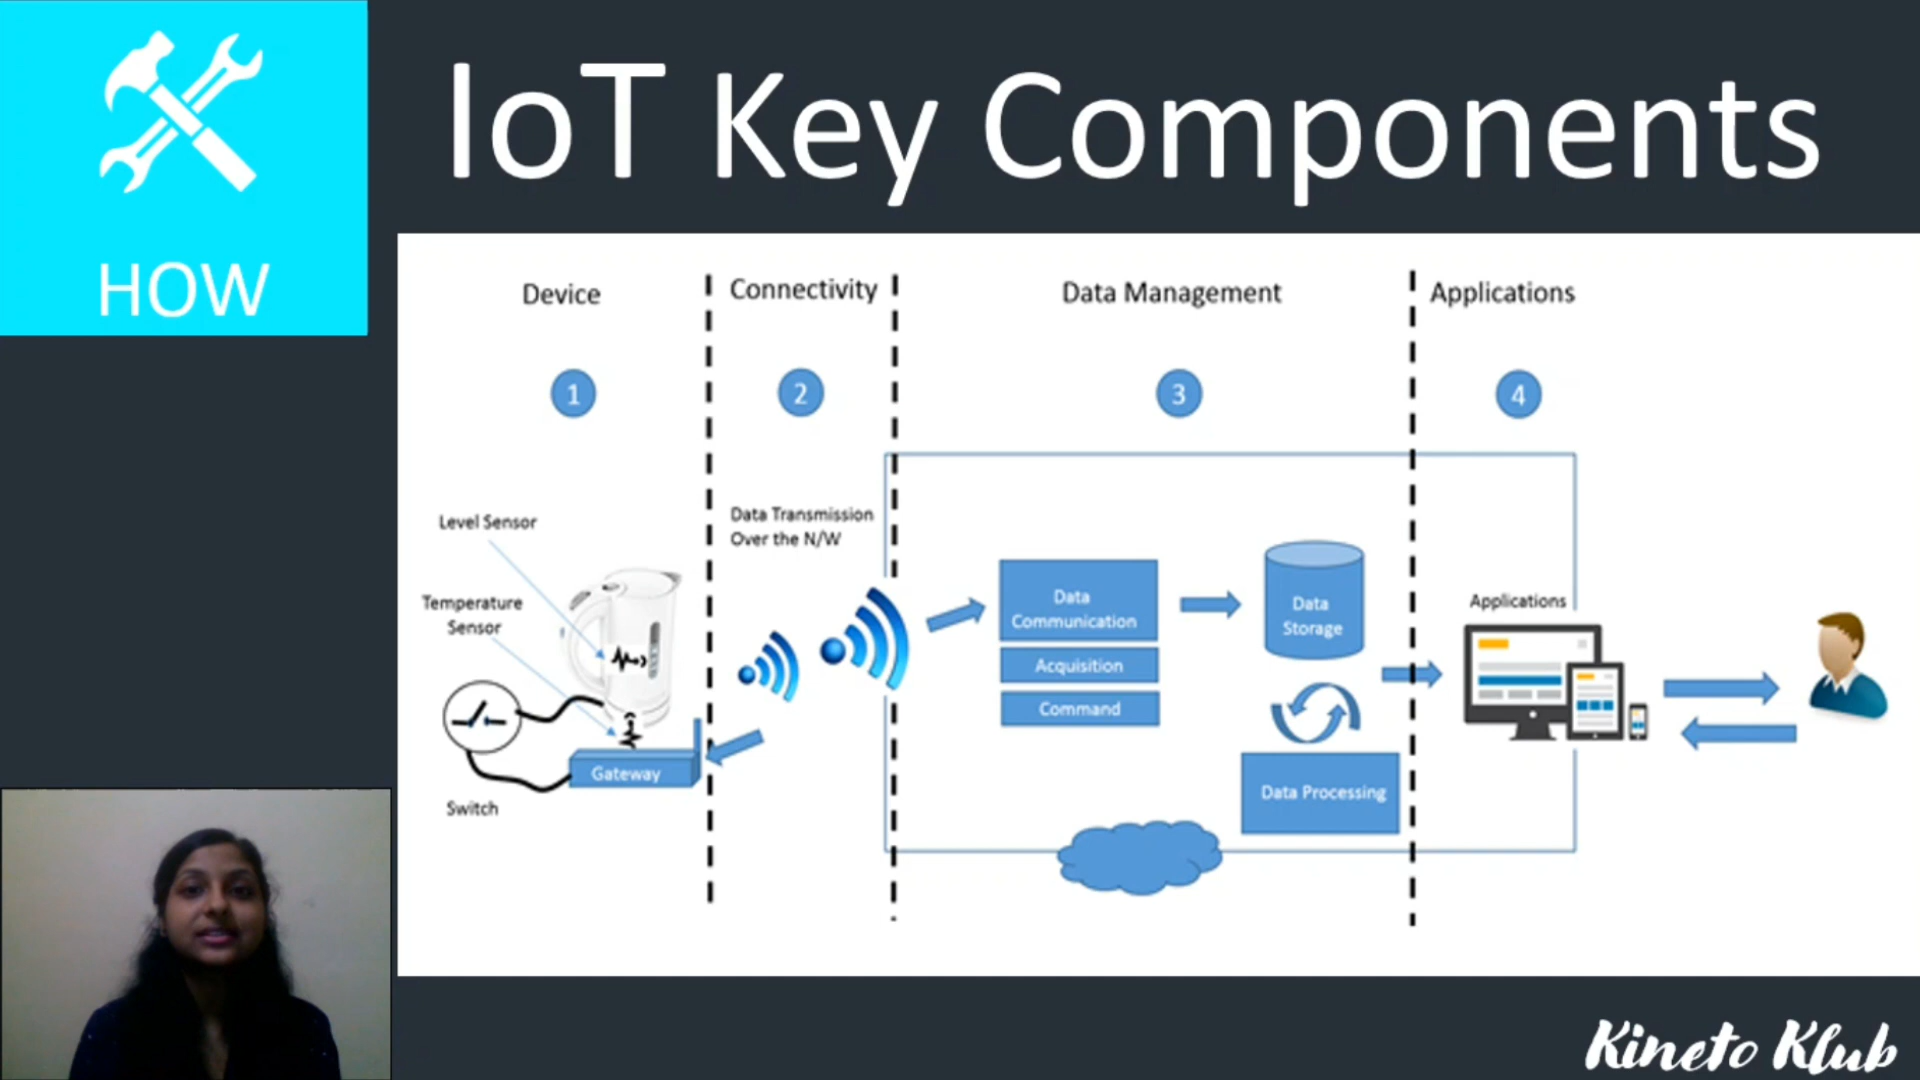 IoT Key Components
HOW
Device
Connectivity
Data Management
Applications
1
2
3
4
Level Sensor
Temperature
Sensor
Switch
Gateway
Data Transmission
Over the N/W
Data
Communication
Acquisition
Command
Data
Storage
Data Processing
Applications
Kineto Klub